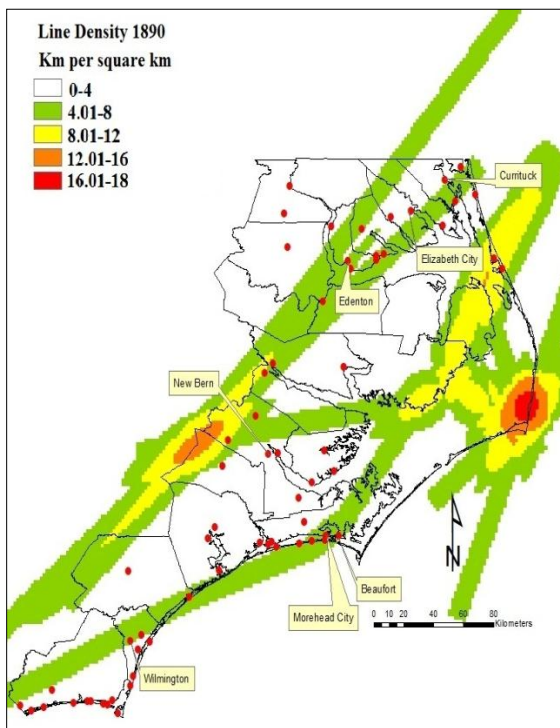 Line Density 1890
Km per square km
0-4
4.01-8
8.01-12
12.01-16
16.01-18
Currituck
Elizabeth City
Edenton
New Bern
Beaufort
Morehead City
Wilmington
N
0 10 20 40 60 80
Kilometers